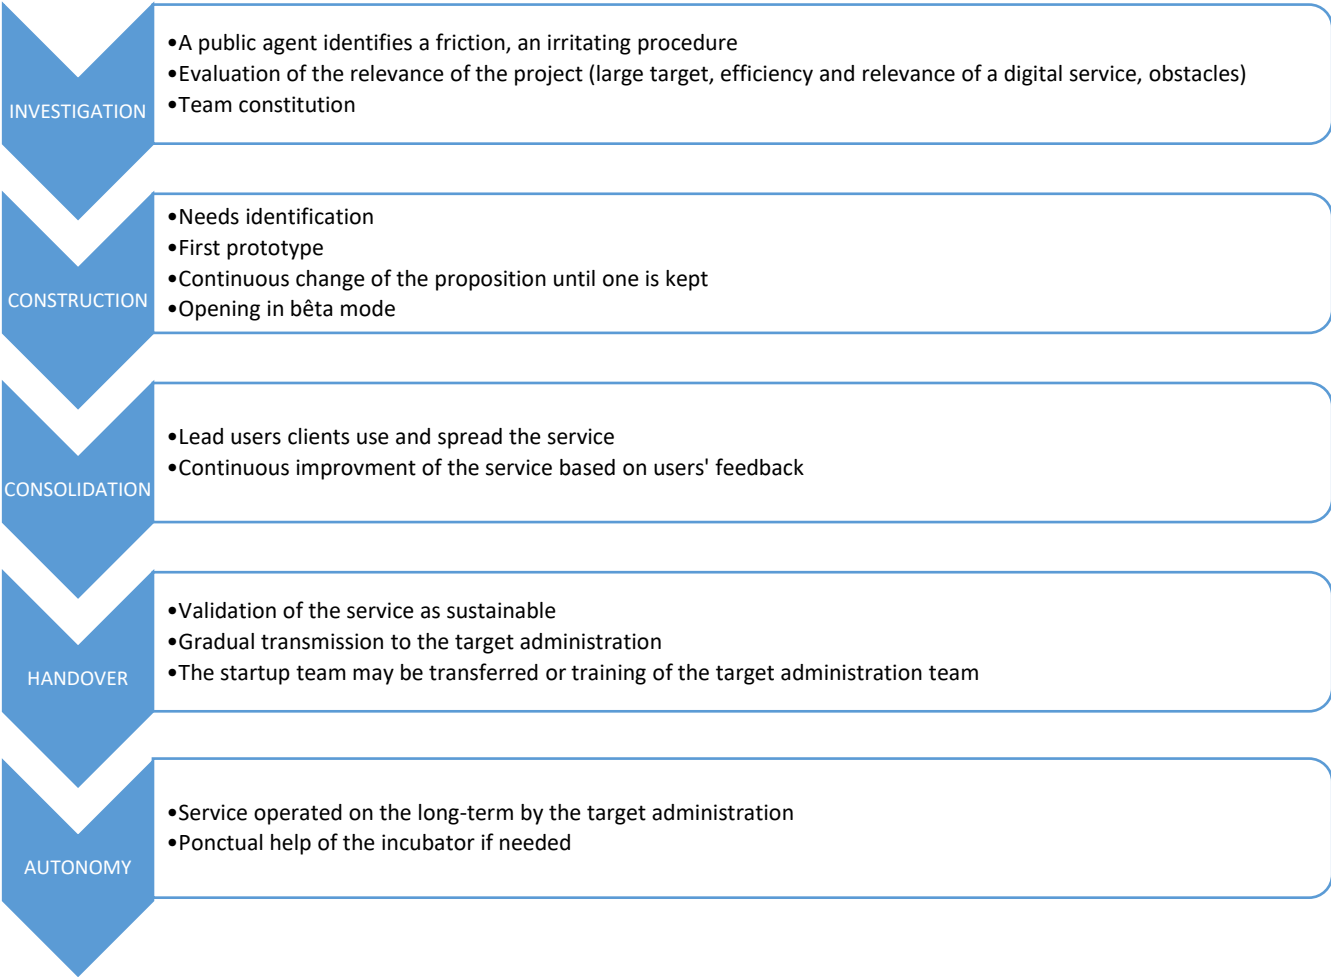 INVESTIGATION
•A public agent identifies a friction, an irritating procedure
•Evaluation of the relevance of the project (large target, efficiency and relevance of a digital service, obstacles)
•Team constitution
CONSTRUCTION
•Needs identification
•First prototype
•Continuous change of the proposition until one is kept
•Opening in bêta mode
CONSOLIDATION
•Lead users clients use and spread the service
•Continuous improvment of the service based on users' feedback
HANDOVER
•Validation of the service as sustainable
•Gradual transmission to the target administration
•The startup team may be transferred or training of the target administration team
AUTONOMY
•Service operated on the long-term by the target administration
•Ponctual help of the incubator if needed